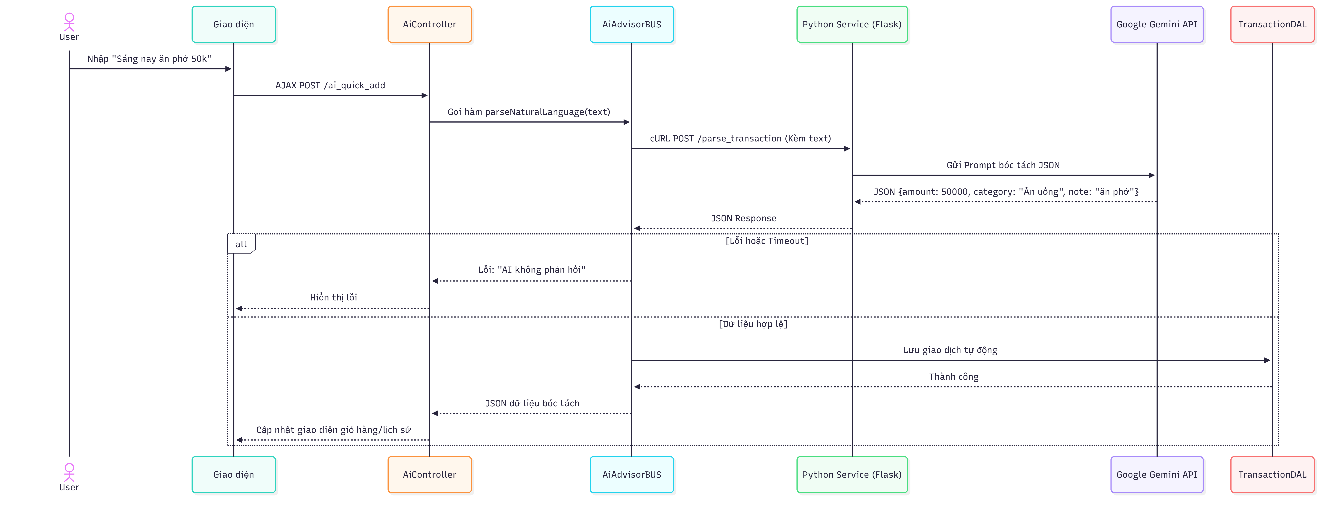 User
Giao diện
AiController
AiAdvisorBUS
Python Service (Flask)
Google Gemini API
TransactionDAL
Nhập "Sáng nay ăn phở 50k"
AJAX POST /ai_quick_add
Gọi hàm parseNaturalLanguage(text)
cURL POST /parse_transaction (Kèm text)
Gửi Prompt bóc tách JSON
JSON {amount: 50000, category: "Ăn uống", note: "ăn phở"}
JSON Response
alt
[Lỗi hoặc Timeout]
Lỗi: "AI không phản hồi"
Hiển thị lỗi
[Dữ liệu hợp lệ]
Lưu giao dịch tự động
Thành công
JSON dữ liệu bóc tách
Cập nhật giao diện giỏ hàng/lịch sử
User
Giao diện
AiController
AiAdvisorBUS
Python Service (Flask)
Google Gemini API
TransactionDAL